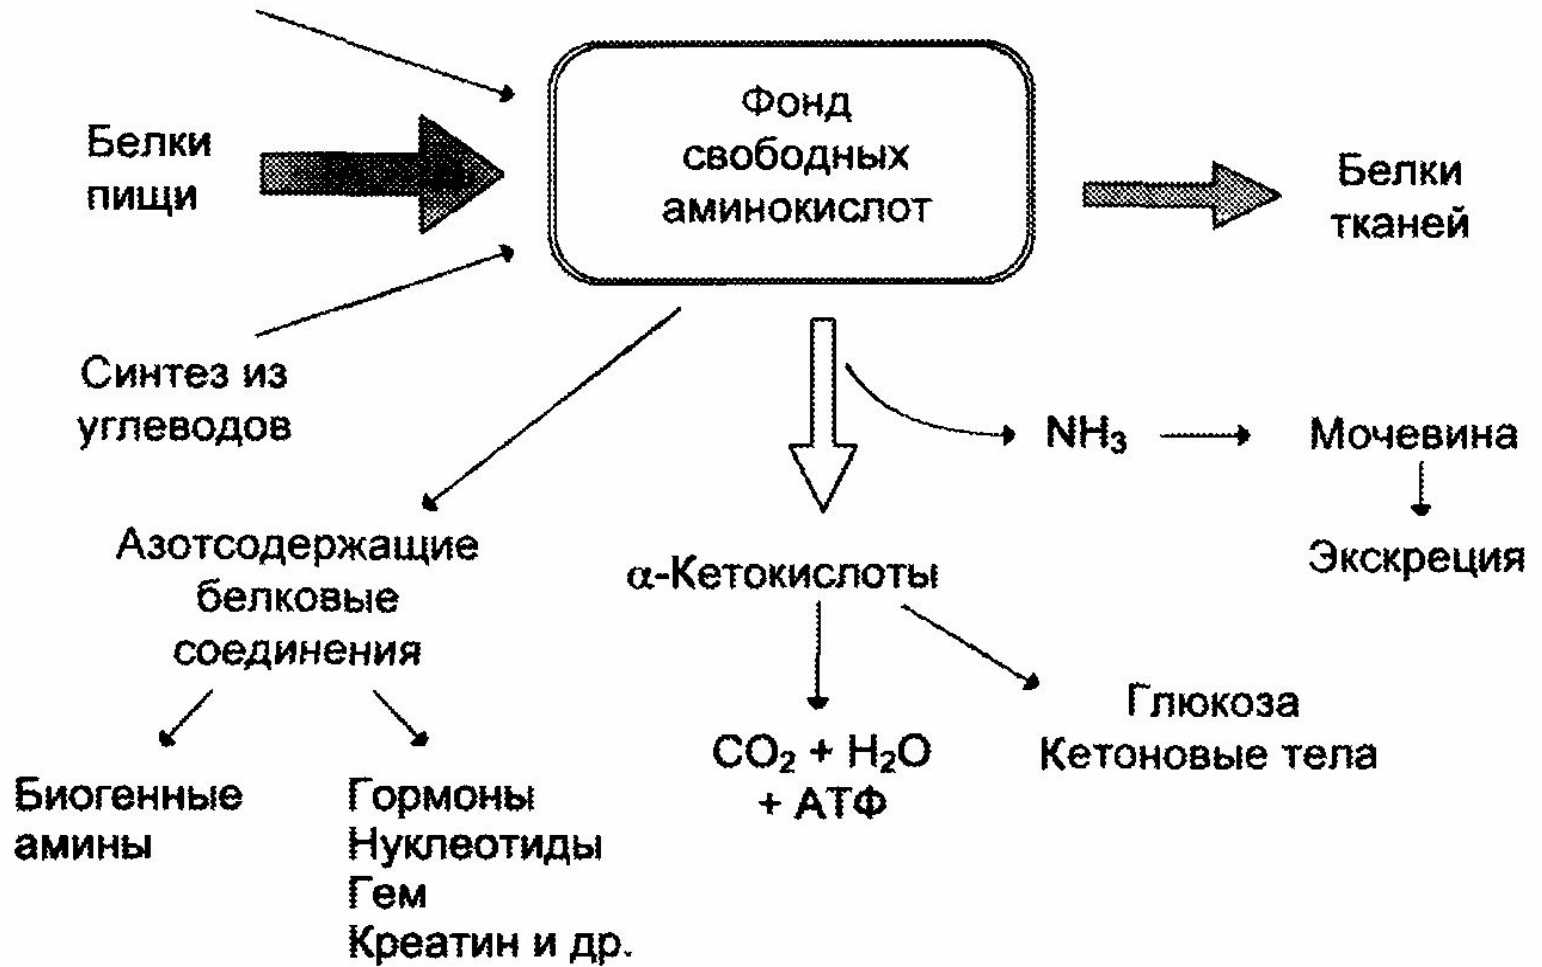 Фонд
свободных
аминокислот
Белки
пищи
Белки
тканей
Синтез из
углеводов
NH₃
Мочевина
Экскреция
Азотсодержащие
белковые
соединения
α-Кетокислоты
Биогенные
амины
Гормоны
Нуклеотиды
Гем
Креатин и др.
CO₂ + H₂O
+ АТФ
Глюкоза
Кетоновые тела